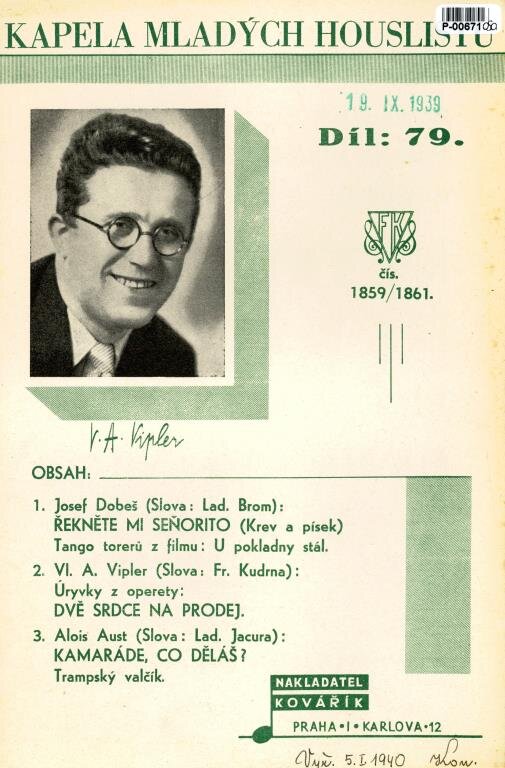 P-00671
KAPELA MLADÝCH HOUSLISTŮ
19. IX. 1939
Díl: 79.
FK
čís.
1859/1861.
V. A. Vipler
OBSAH:
1. Josef Dobeš (Slova: Lad. Brom):
ŘEKNĚTE MI SEÑORITO (Krev a písek)
Tango torerů z filmu: U pokladny stál.
2. Vl. A. Vipler (Slova: Fr. Kudrna):
Úryvky z operety:
DVĚ SRDCE NA PRODEJ.
3. Alois Aust (Slova: Lad. Jacura):
KAMARÁDE, CO DĚLÁŠ?
Trampský valčík.
NAKLADATEL
KOVÁŘÍK
PRAHA • I • KARLOVA • 12
5. I. 1940